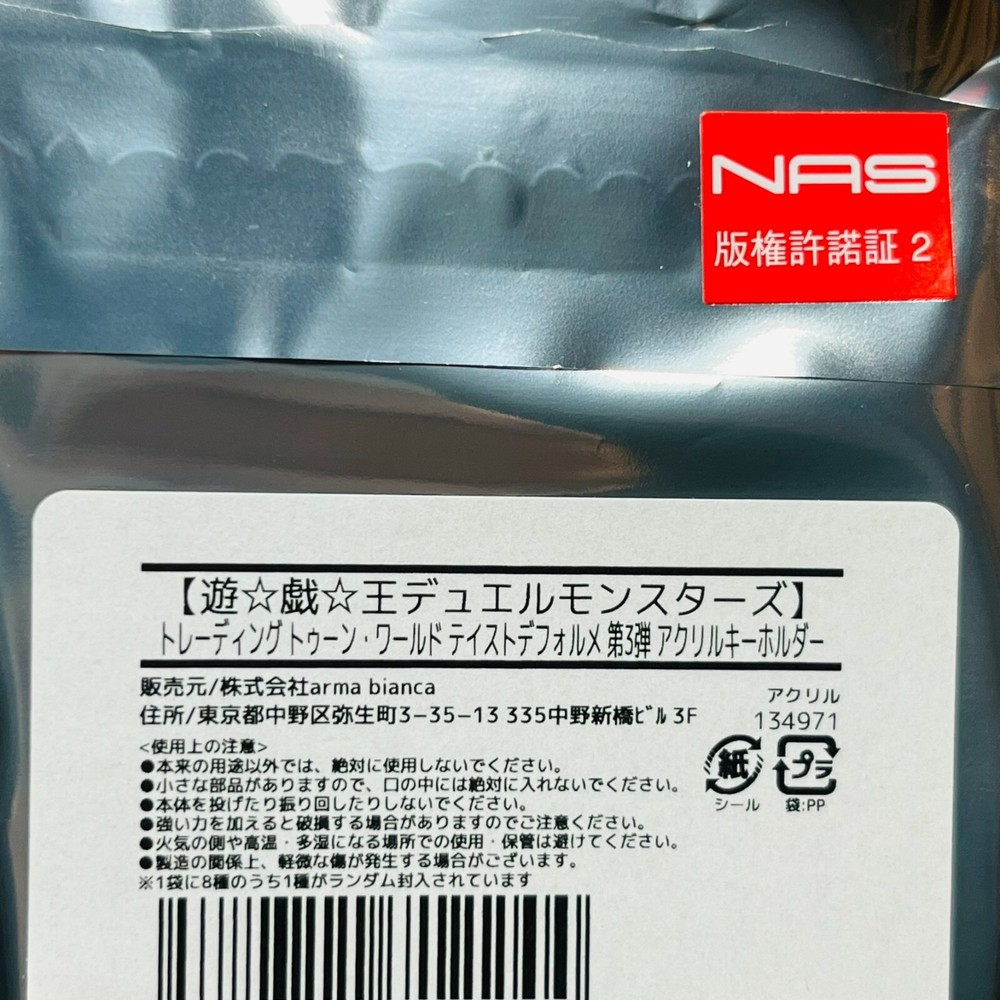 NAS
版権許諾証 2
【遊☆戯☆王デュエルモンスターズ】
トレーディング トゥーン・ワールド テイストデフォルメ 第3弾 アクリルキーホルダー
販売元/株式会社arma bianca
住所/東京都中野区弥生町3-35-13 335中野新橋ビル 3F
アクリル
134971
<使用上の注意>
●本来の用途以外では、絶対に使用しないでください。
●小さな部品がありますので、口の中には絶対に入れないでください。
●本体を投げたり振り回したりしないでください。
●強い力を加えると破損する場合がありますのでご注意ください。
●火気の側や高温・多湿になる場所での使用・保管は避けてください。
●製造の関係上、軽微な傷が発生する場合がございます。
※1袋に8種のうち1種がランダム封入されています
紙
プラ
シール
袋:PP